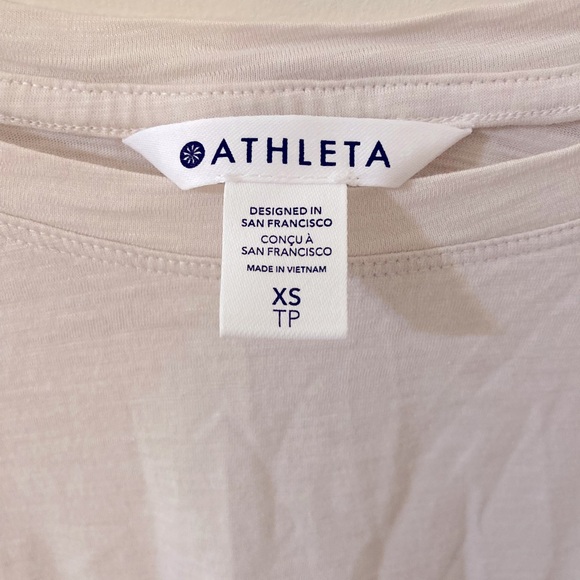 ATHLETA
DESIGNED IN
SAN FRANCISCO
CONÇU À
SAN FRANCISCO
MADE IN VIETNAM
XS
TP